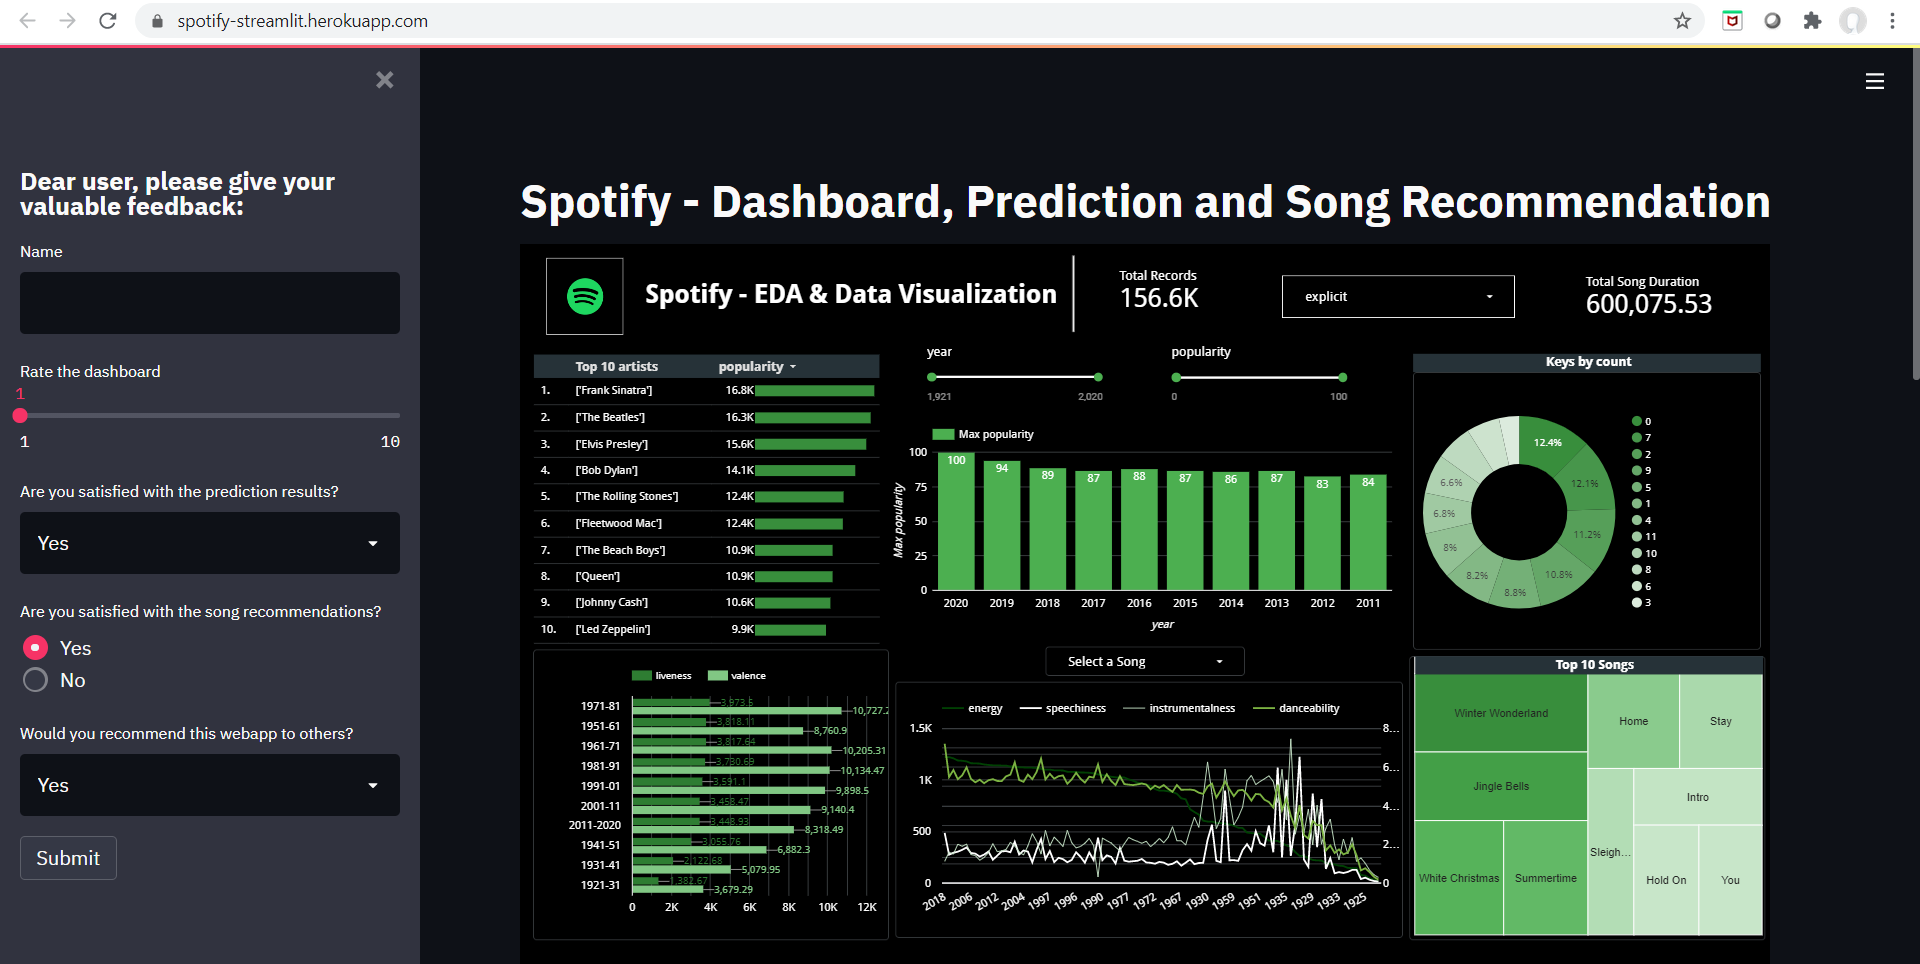 spotify-streamlit.herokuapp.com
Dear user, please give your
valuable feedback:
Name
Rate the dashboard
1
1 10
Are you satisfied with the prediction results?
Yes
Are you satisfied with the song recommendations?
Yes
No
Would you recommend this webapp to others?
Yes
Submit
Spotify - Dashboard, Prediction and Song Recommendation
Spotify - EDA & Data Visualization
Total Records
156.6K
explicit
Total Song Duration
600,075.53
Top 10 artists popularity
1. ['Frank Sinatra'] 16.8K
2. ['The Beatles'] 16.3K
3. ['Elvis Presley'] 15.6K
4. ['Bob Dylan'] 14.1K
5. ['The Rolling Stones'] 12.4K
6. ['Fleetwood Mac'] 12.4K
7. ['The Beach Boys'] 10.9K
8. ['Queen'] 10.9K
9. ['Johnny Cash'] 10.6K
10. ['Led Zeppelin'] 9.9K
year
1,921 2,020
popularity
0 100
Max popularity
100
75
50
25
0
Max popularity
100 94 89 87 88 87 86 87 83 84
2020 2019 2018 2017 2016 2015 2014 2013 2012 2011
year
Keys by count
12.4%
12.1%
11.2%
10.8%
8.8%
8.2%
8%
6.8%
6.6%
0
7
2
9
5
1
4
11
10
8
6
3
liveness valence
1971-81 3,973.5 10,727.2
1951-61 3,818.11 8,760.9
1961-71 3,817.64 10,205.31
1981-91 3,730.69 10,134.47
1991-01 3,591.1 9,898.5
2001-11 3,458.47 9,140.4
2011-2020 3,448.93 8,318.49
1941-51 3,055.76 6,882.3
1931-41 2,122.68 5,079.95
1921-31 1,382.67 3,679.29
0 2K 4K 6K 8K 10K 12K
Select a Song
energy speechiness instrumentalness danceability
1.5K 8...
1K 6...
500 4...
2...
0 0
2018 2006 2012 2004 1997 1996 1990 1977 1972 1967 1930 1959 1951 1935 1929 1933 1925
Top 10 Songs
Winter Wonderland
Jingle Bells
White Christmas
Summertime
Home
Stay
Sleigh...
Intro
Hold On
You